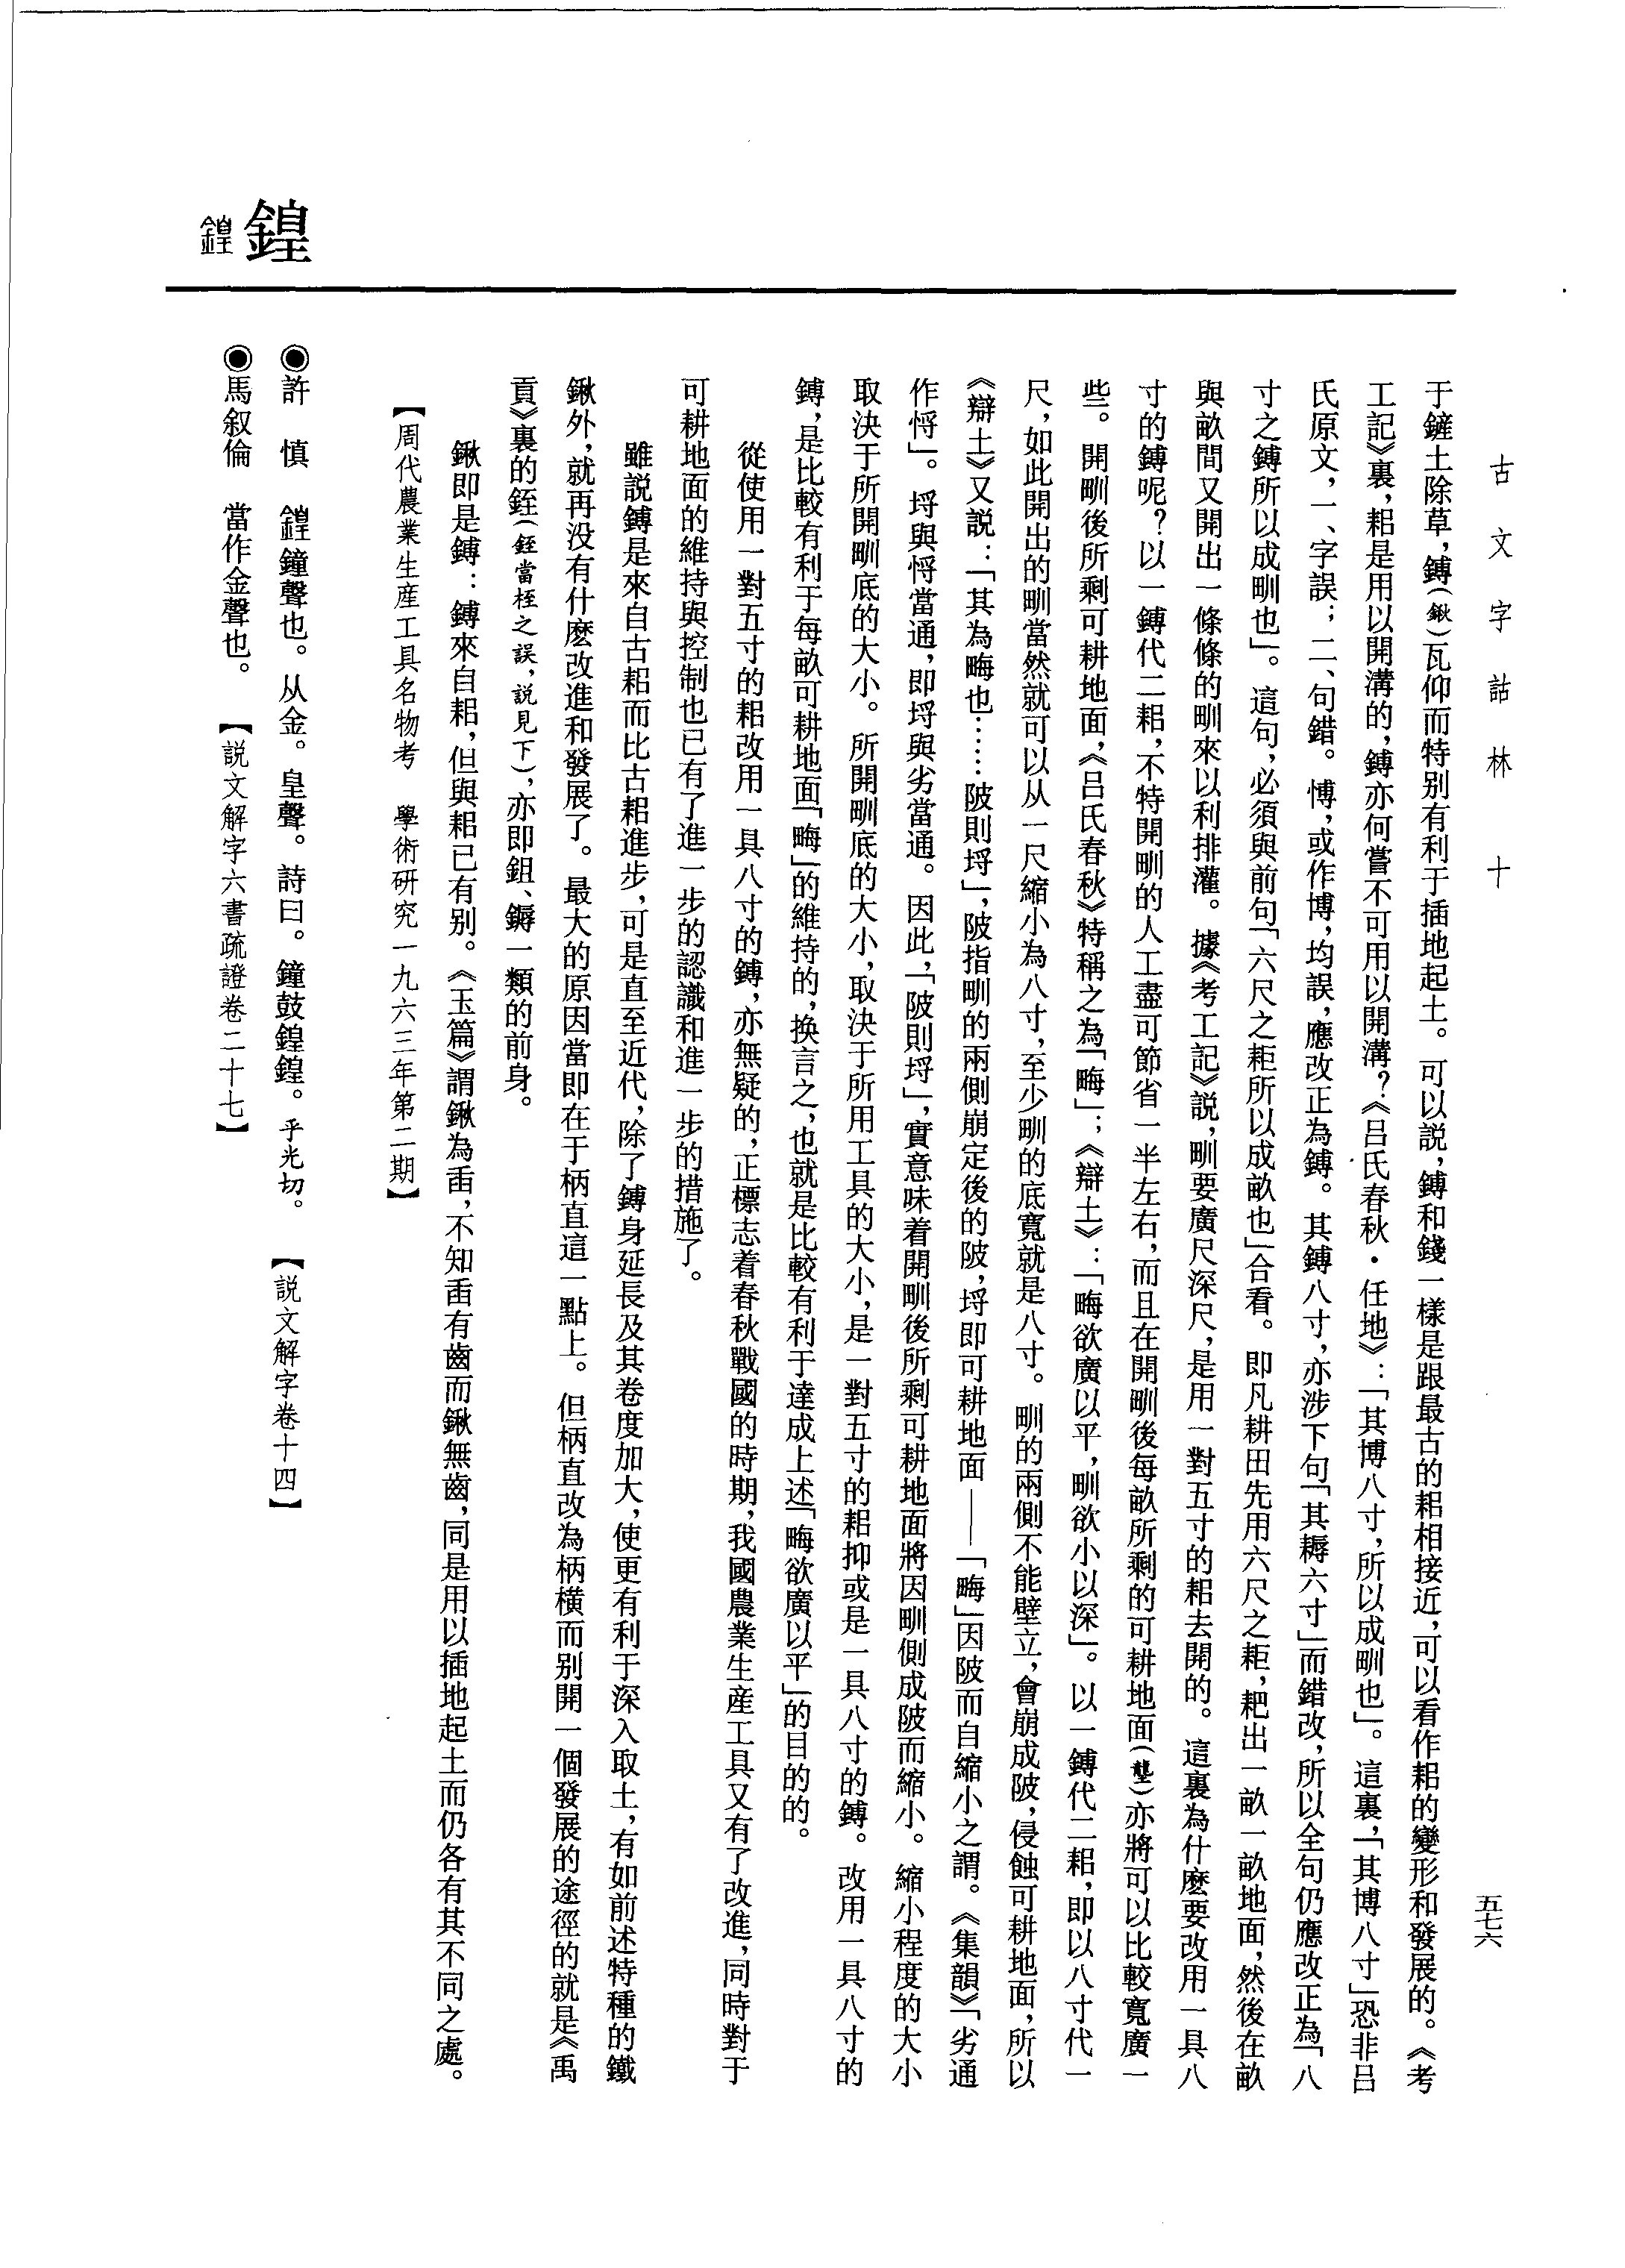 古文字詁林 十
五七六
于鏟土除草，鎛（鍬）瓦仰而特别有利于插地起土。可以説，鎛和錢一樣是跟最古的耜相接近，可以看作耜的變形和發展的。《考
工記》裏，耜是用以開溝的，鎛亦何嘗不可用以開溝？《吕氏春秋·任地》：「其博八寸，所以成甽也」。這裏，「其博八寸」恐非吕
氏原文，一、字誤；二、句錯。博，或作博，均誤，應改正為鎛。其鎛八寸，亦涉下句「其耨六寸」而錯改，所以全句仍應改正為「八
寸之鎛所以成甽也」。這句，必須與前句「六尺之耟所以成畝也」合看。即凡耕田先用六尺之耟，耙出一畝一畝地面，然後在畝
與畝間又開出一條條的甽來以利排灌。據《考工記》説，甽要廣尺深尺，是用一對五寸的耜去開的。這裏為什麽要改用一具八
寸的鎛呢？以一鎛代二耜，不特開甽的人工盡可節省一半左右，而且在開甽後每畝所剩的可耕地面（壟）亦將可以比較寬廣一
些。開甽後所剩可耕地面，《吕氏春秋》特稱之為「畮」；《辯土》：「畮欲廣以平，甽欲小以深」。以一鎛代二耜，即以八寸代一
尺，如此開出的甽當然就可以从一尺縮小為八寸，至少甽的底寬就是八寸。甽的兩側不能壁立，會崩成陂，侵蝕可耕地面，所以
《辯土》又説：「其為畮也……陂則埒」，陂指甽的兩側崩定後的陂，埒即可耕地面——「畮」因陂而自縮小之謂。《集韻》「劣通
作㭩」。埒與㭩當通，即埒與劣當通。因此，「陂則埒」，實意味着開甽後所剩可耕地面將因甽側成陂而縮小。縮小程度的大小
取決于所開甽底的大小。所開甽底的大小，取決于所用工具的大小，是一對五寸的耜抑或是一具八寸的鎛。改用一具八寸的
鎛，是比較有利于每畝可耕地面「畮」的維持的，换言之，也就是比較有利于達成上述「畮欲廣以平」的目的的。
從使用一對五寸的耜改用一具八寸的鎛，亦無疑的，正標志着春秋戰國的時期，我國農業生産工具又有了改進，同時對于
可耕地面的維持與控制也已有了進一步的認識和進一步的措施了。
雖説鎛是來自古耜而比古耜進步，可是直至近代，除了鎛身延長及其卷度加大，使更有利于深入取土，有如前述特種的鐵
鍬外，就再没有什麽改進和發展了。最大的原因當即在于柄直這一點上。但柄直改為柄横而别開一個發展的途徑的就是《禹
貢》裏的銍（銍當桎之誤，説見下），亦即鉏、鎒一類的前身。
鍬即是鎛：鎛來自耜，但與耜已有别。《玉篇》謂鍬為臿，不知臿有齒而鍬無齒，同是用以插地起土而仍各有其不同之處。
【周代農業生産工具名物考 學術研究一九六三年第二期】
鍠
鍠
◉許 慎 鍠鐘聲也。从金。皇聲。詩曰。鐘鼓鍠鍠。乎光切。 【説文解字卷十四】
◉馬叙倫 當作金聲也。 【説文解字六書疏證卷二十七】